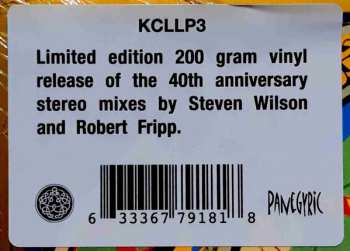 KCLLP3
Limited edition 200 gram vinyl
release of the 40th anniversary
stereo mixes by Steven Wilson
and Robert Fripp.
PANEGYRIC
6 33367 79181 8